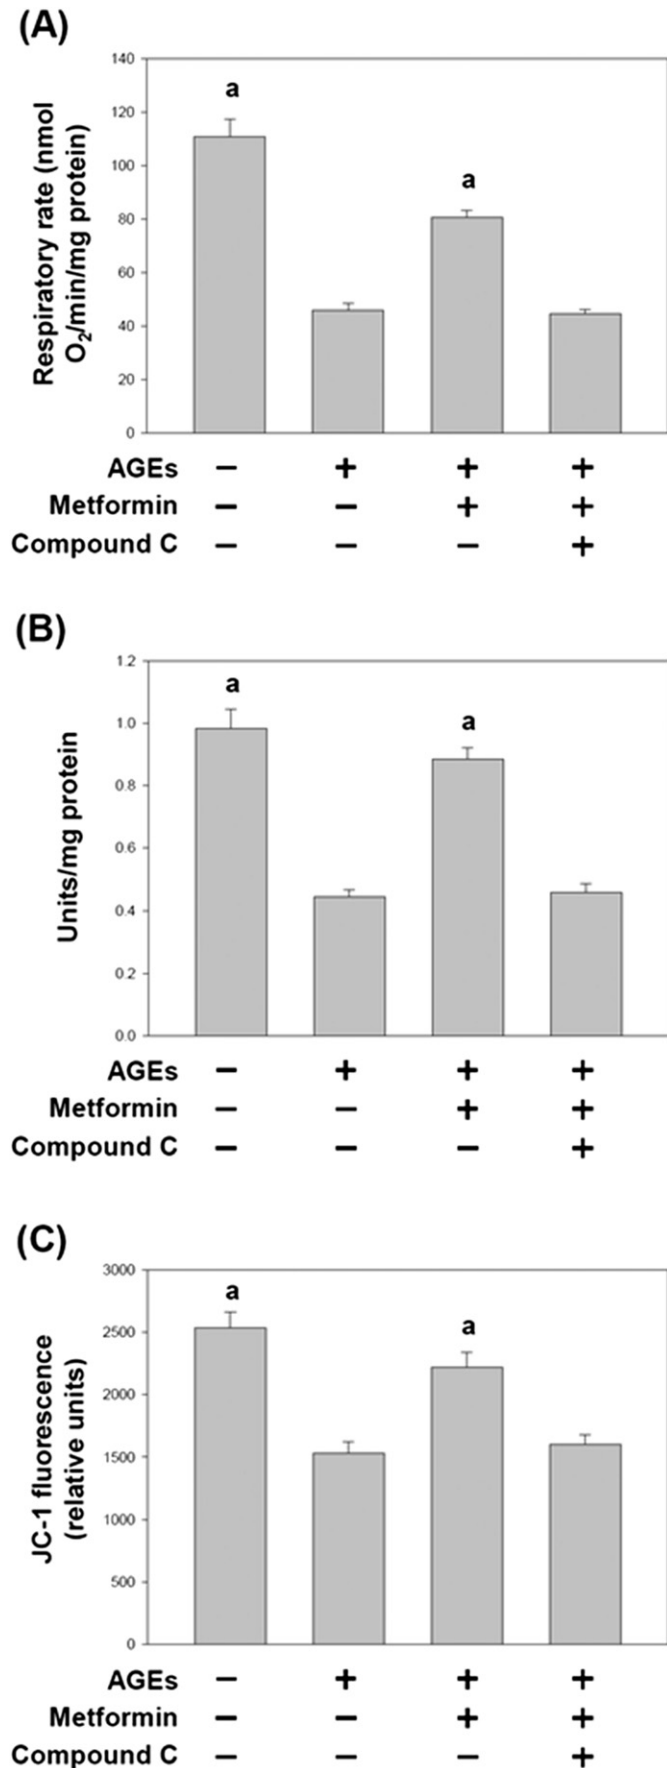 (A)
140
120
100
80
60
40
20
0
Respiratory rate (nmol
O₂/min/mg protein)
a
a
AGEs − + + +
Metformin − − + +
Compound C − − − +
(B)
1.2
1.0
0.8
0.6
0.4
0.2
0.0
Units/mg protein
a
a
AGEs − + + +
Metformin − − + +
Compound C − − − +
(C)
3000
2500
2000
1500
1000
500
0
JC-1 fluorescence
(relative units)
a
a
AGEs − + + +
Metformin − − + +
Compound C − − − +